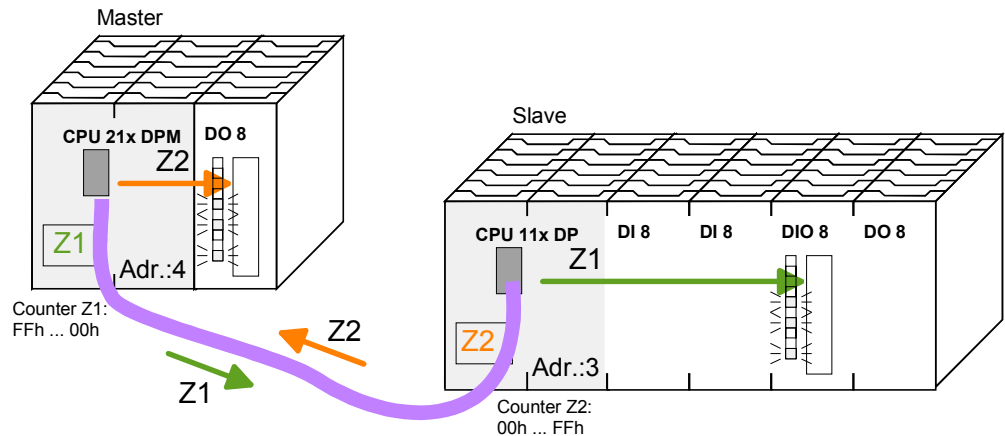 Master
CPU 21x DPM
DO 8
Z2
Z1
Adr.:4
Counter Z1:
FFh ... 00h
Z2
Z1
Slave
CPU 11x DP
DI 8
DI 8
DIO 8
DO 8
Z1
Z2
Adr.:3
Counter Z2:
00h ... FFh